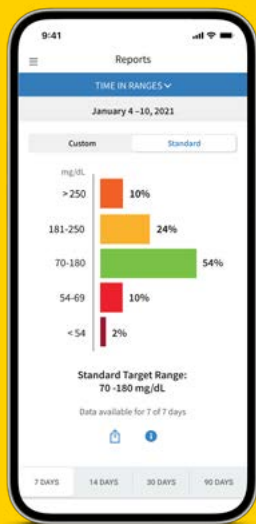 9:41
Reports
TIME IN RANGES
January 4 –10, 2021
Custom Standard
mg/dL
>250 10%
181-250 24%
70-180 54%
54-69 10%
<54 2%
Standard Target Range:
70 -180 mg/dL
Data available for 7 of 7 days
7 DAYS 14 DAYS 30 DAYS 90 DAYS